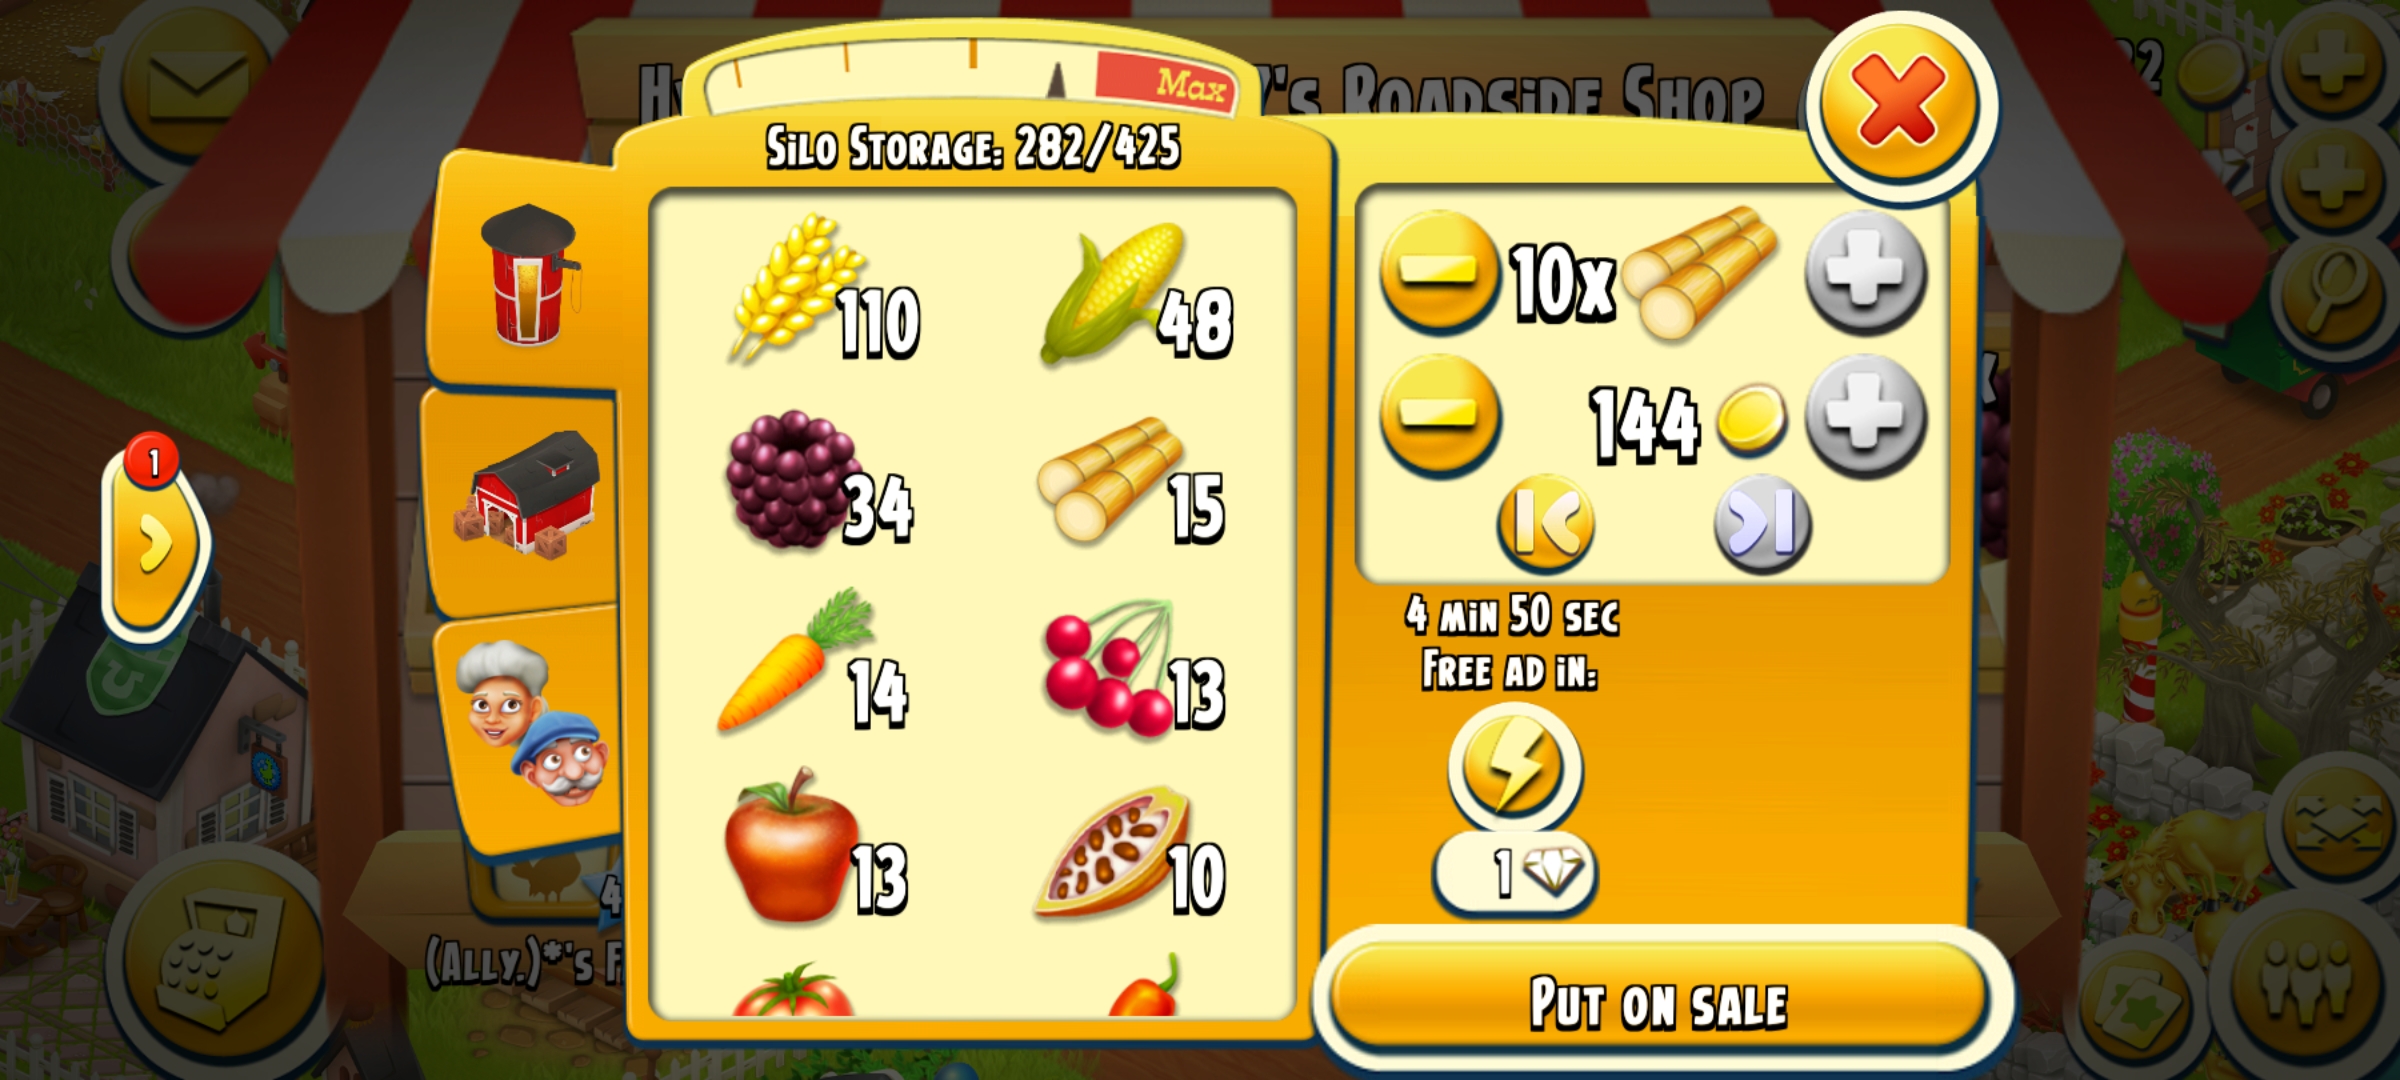 Max
's Roadside Shop
Silo Storage: 282/425
110
48
34
15
14
13
13
10
10x
144
4 min 50 sec
Free ad in:
1
Put on sale
1
(Ally.)*'s